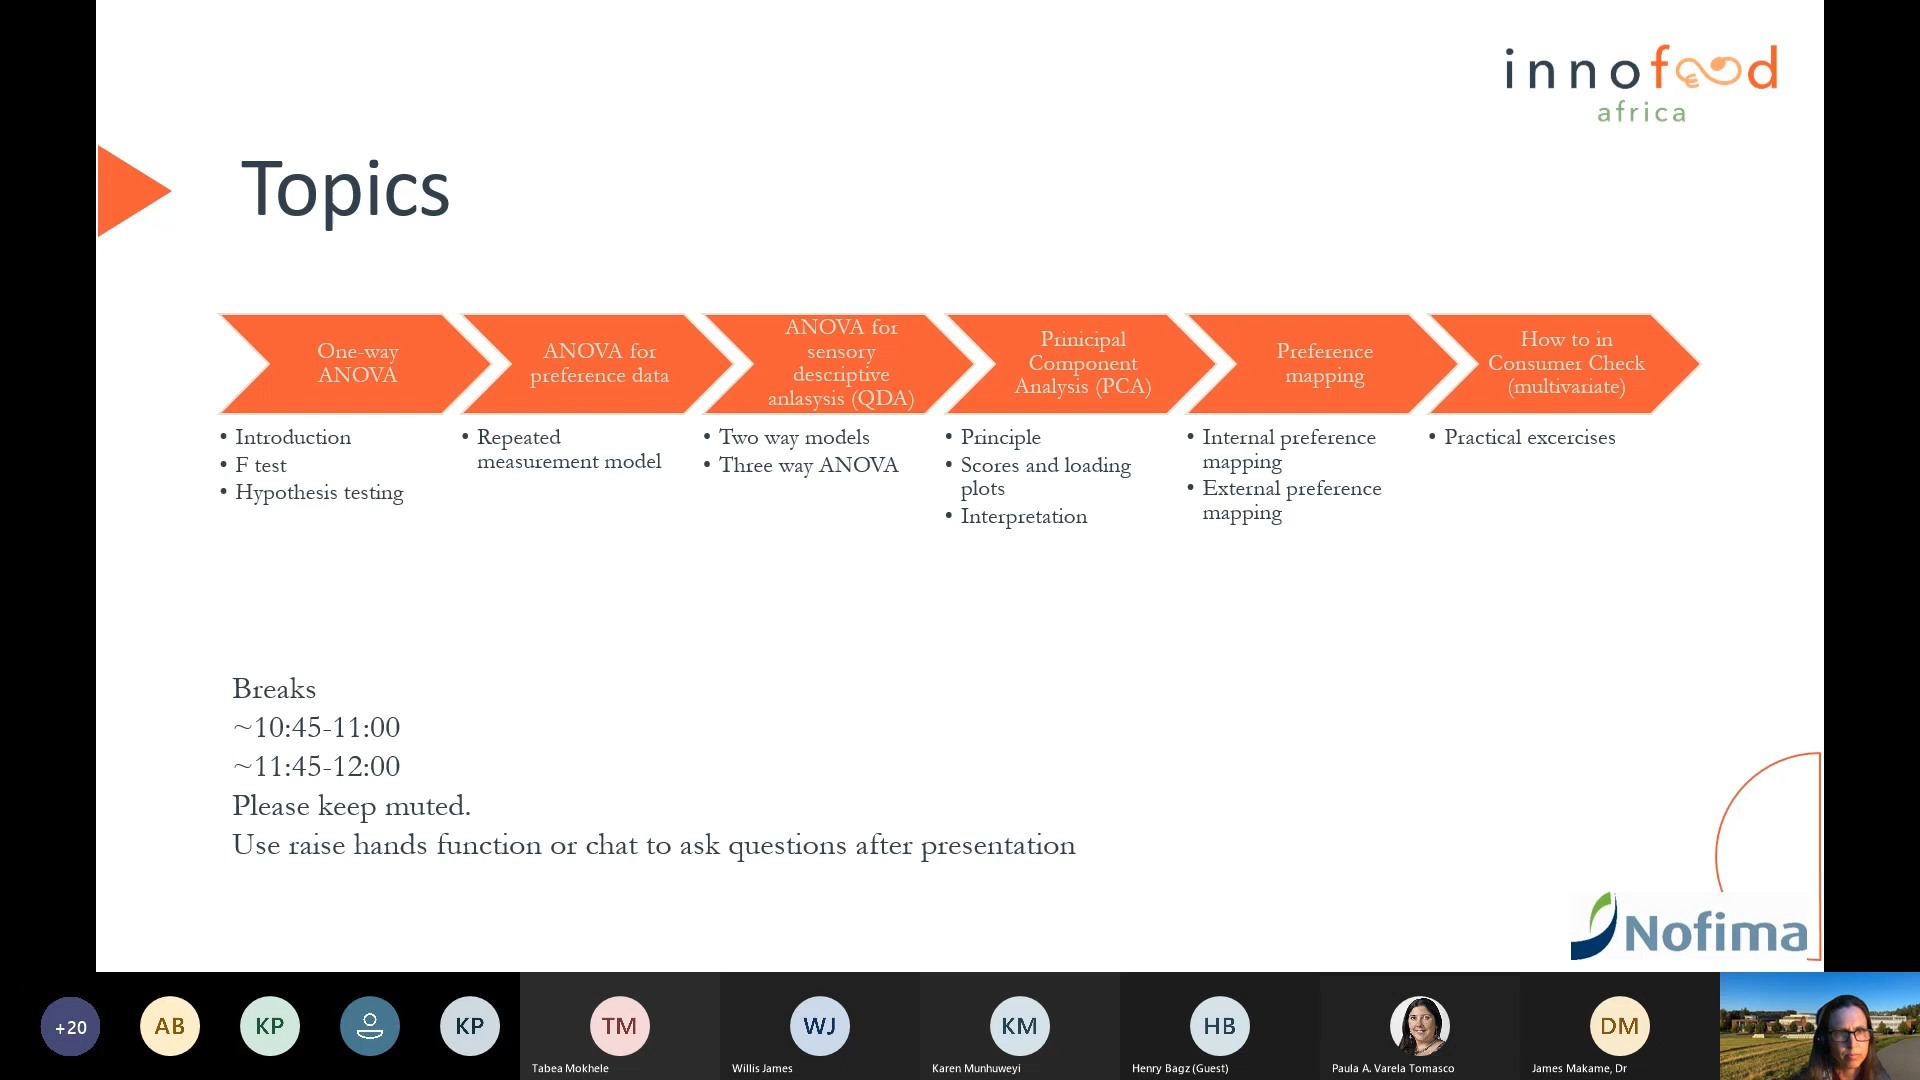 innofood
africa
Topics
One-way
ANOVA
ANOVA for
preference data
ANOVA for
sensory
descriptive
anlasysis (QDA)
Prinicipal
Component
Analysis (PCA)
Preference
mapping
How to in
Consumer Check
(multivariate)
• Introduction
• F test
• Hypothesis testing
• Repeated
measurement model
• Two way models
• Three way ANOVA
• Principle
• Scores and loading
plots
• Interpretation
• Internal preference
mapping
• External preference
mapping
• Practical excercises
Breaks
~10:45-11:00
~11:45-12:00
Please keep muted.
Use raise hands function or chat to ask questions after presentation
Nofima
+20
AB
KP
KP
TM
WJ
KM
HB
DM
Tabea Mokhele
Willis James
Karen Munhuweyi
Henry Bagz (Guest)
Paula A. Varela Tomasco
James Makame, Dr